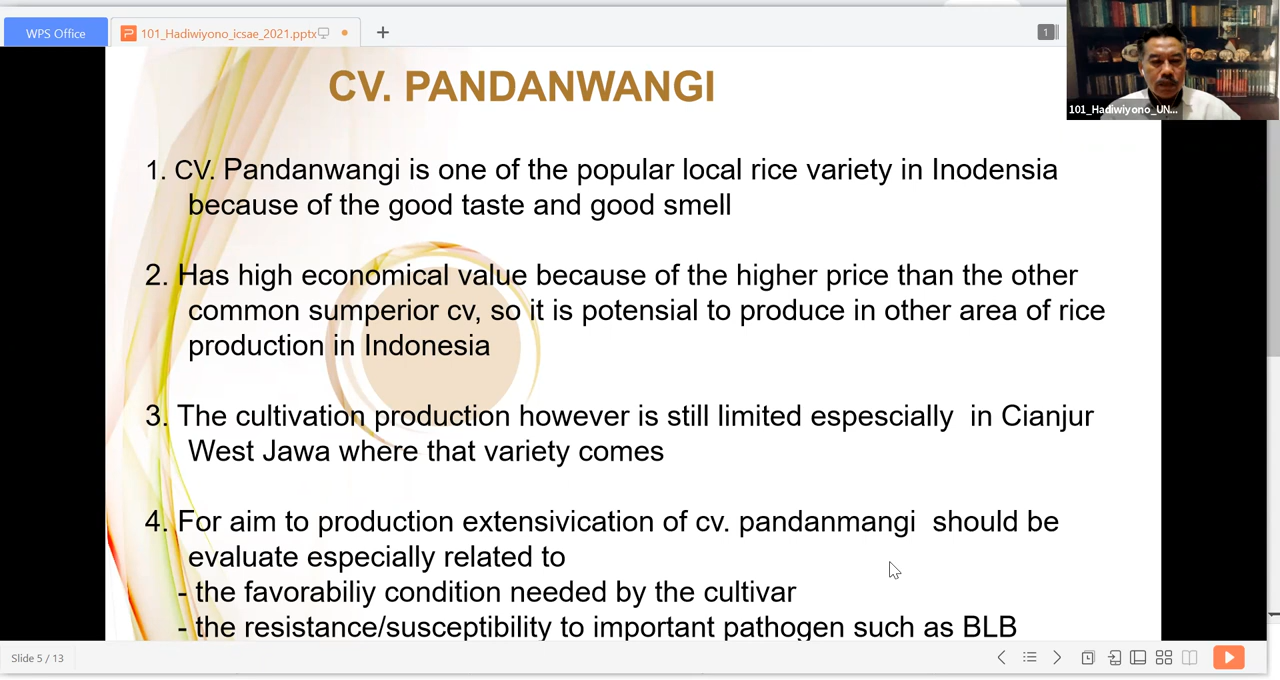 WPS Office
101_Hadiwiyono_icsae_2021.pptx
1
101_Hadiwiyono_UN...
CV. PANDANWANGI
1. CV. Pandanwangi is one of the popular local rice variety in Inodensia
because of the good taste and good smell
2. Has high economical value because of the higher price than the other
common sumperior cv, so it is potensial to produce in other area of rice
production in Indonesia
3. The cultivation production however is still limited espescially in Cianjur
West Jawa where that variety comes
4. For aim to production extensivication of cv. pandanmangi should be
evaluate especially related to
- the favorabiliy condition needed by the cultivar
- the resistance/susceptibility to important pathogen such as BLB
Slide 5 / 13